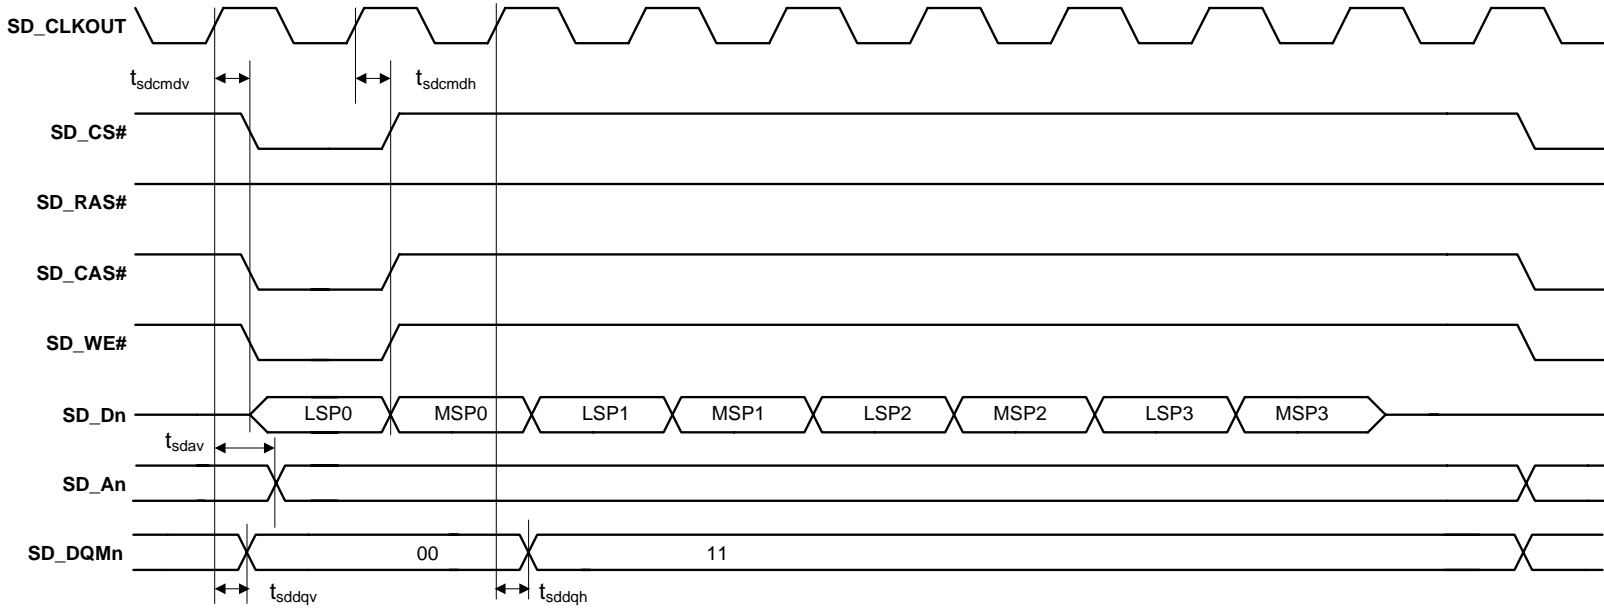 SD_CLKOUT
tsdcmdv tsdcmdh
SD_CS#
SD_RAS#
SD_CAS#
SD_WE#
SD_Dn LSP0 MSP0 LSP1 MSP1 LSP2 MSP2 LSP3 MSP3
tsdav
SD_An
SD_DQMn 00 11
tsddqv tsddqh